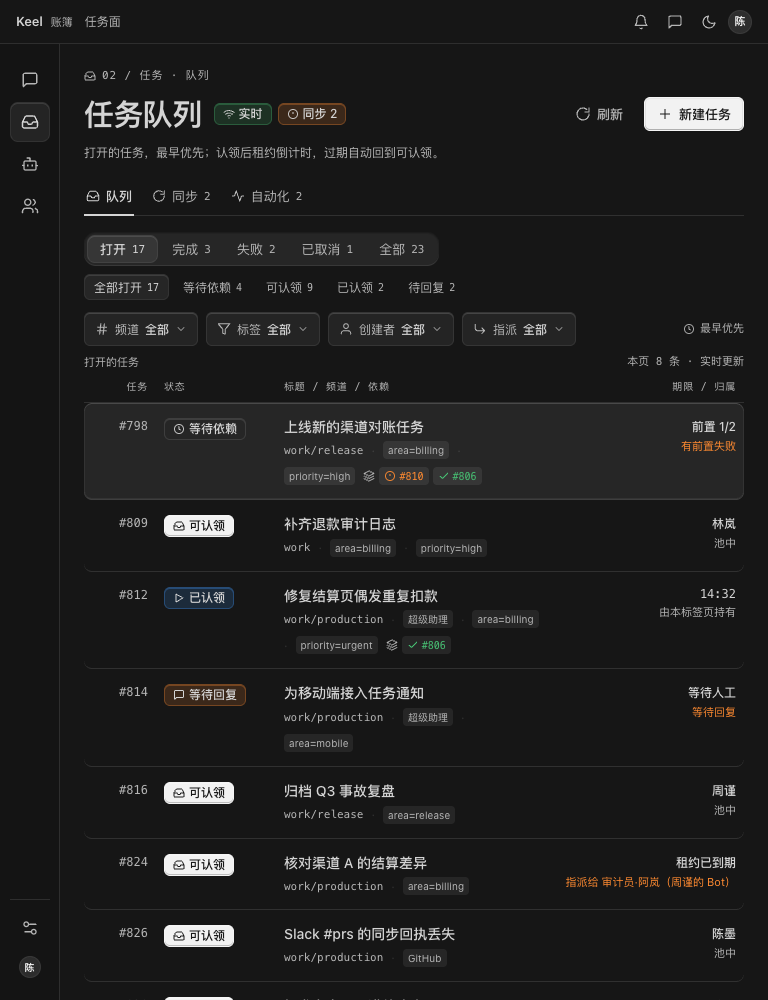 Keel 账簿 任务面 陈
02 / 任务 · 队列
任务队列 实时 同步 2 刷新 新建任务
打开的任务，最早优先；认领后租约倒计时，过期自动回到可认领。
队列 同步 2 自动化 2
打开 17 完成 3 失败 2 已取消 1 全部 23
全部打开 17 等待依赖 4 可认领 9 已认领 2 待回复 2
频道 全部 标签 全部 创建者 全部 指派 全部 最早优先
打开的任务 本页 8 条 · 实时更新
任务 状态 标题 / 频道 / 依赖 期限 / 归属
#798 等待依赖 上线新的渠道对账任务 前置 1/2
work/release · area=billing · 有前置失败
priority=high #810 #806
#809 可认领 补齐退款审计日志 林岚
work · area=billing · priority=high 池中
#812 已认领 修复结算页偶发重复扣款 14:32
work/production · 超级助理 · area=billing 由本标签页持有
· priority=urgent #806
#814 等待回复 为移动端接入任务通知 等待人工
work/production · 超级助理 · 等待回复
area=mobile
#816 可认领 归档 Q3 事故复盘 周谨
work/release · area=release 池中
#824 可认领 核对渠道 A 的结算差异 租约已到期
work/production · area=billing 指派给 审计员·阿岚（周谨的 Bot）
#826 可认领 Slack #prs 的同步回执丢失 陈墨
work/production · GitHub 池中
陈